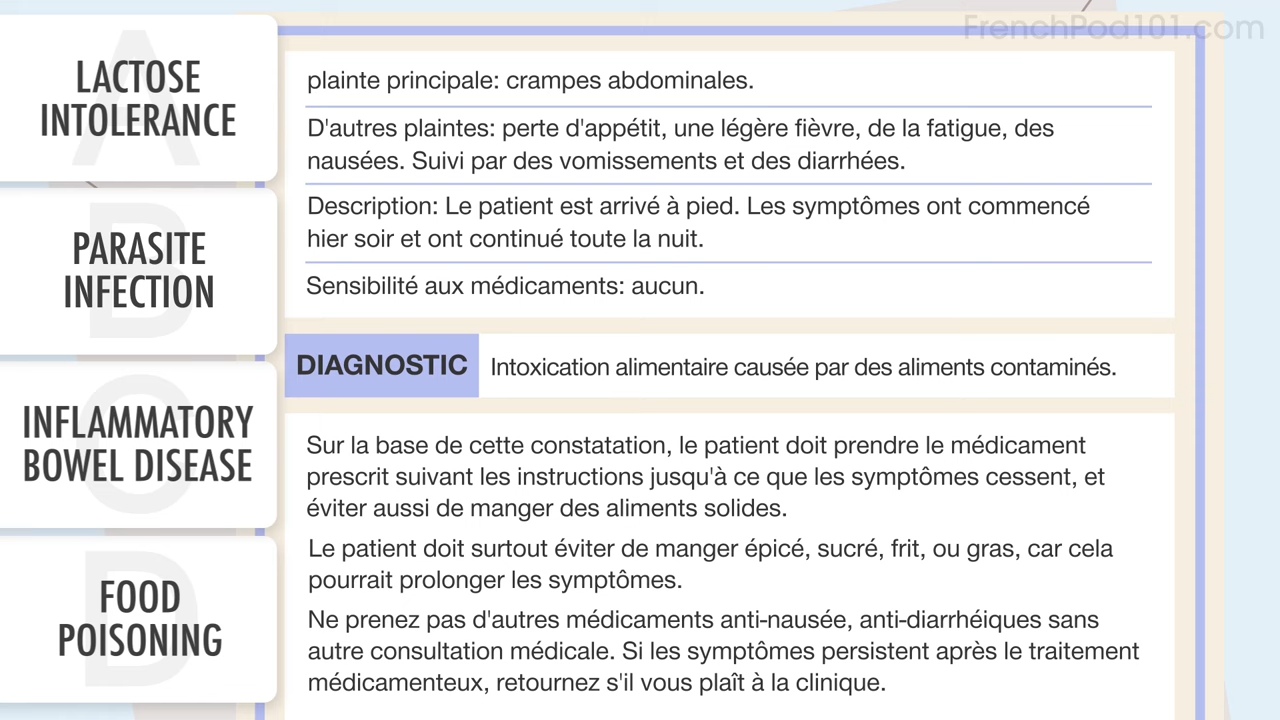 FrenchPod101.com
A
LACTOSE
INTOLERANCE
B
PARASITE
INFECTION
C
INFLAMMATORY
BOWEL DISEASE
D
FOOD
POISONING
plainte principale: crampes abdominales.
D'autres plaintes: perte d'appétit, une légère fièvre, de la fatigue, des
nausées. Suivi par des vomissements et des diarrhées.
Description: Le patient est arrivé à pied. Les symptômes ont commencé
hier soir et ont continué toute la nuit.
Sensibilité aux médicaments: aucun.
DIAGNOSTIC Intoxication alimentaire causée par des aliments contaminés.
Sur la base de cette constatation, le patient doit prendre le médicament
prescrit suivant les instructions jusqu'à ce que les symptômes cessent, et
éviter aussi de manger des aliments solides.
Le patient doit surtout éviter de manger épicé, sucré, frit, ou gras, car cela
pourrait prolonger les symptômes.
Ne prenez pas d'autres médicaments anti-nausée, anti-diarrhéiques sans
autre consultation médicale. Si les symptômes persistent après le traitement
médicamenteux, retournez s'il vous plaît à la clinique.